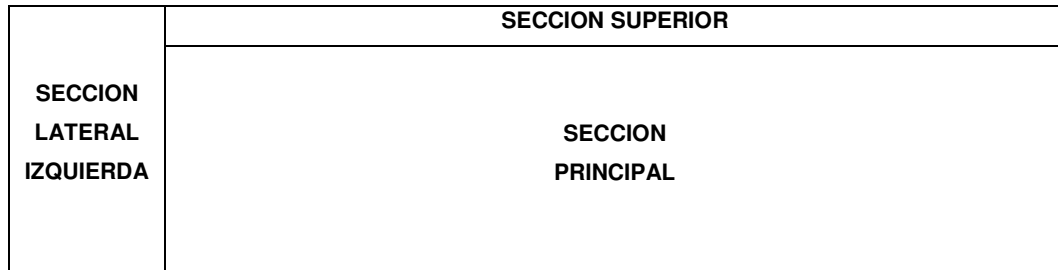 SECCION SUPERIOR
SECCION
LATERAL
IZQUIERDA
SECCION
PRINCIPAL